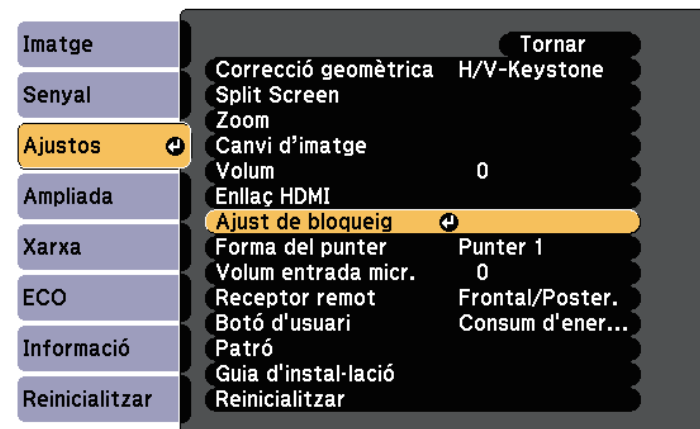 Imatge
Senyal
Ajustos
Ampliada
Xarxa
ECO
Informació
Reinicialitzar
Tornar
Correcció geomètrica H/V-Keystone
Split Screen
Zoom
Canvi d'imatge
Volum 0
Enllaç HDMI
Ajust de bloqueig
Forma del punter Punter 1
Volum entrada micr. 0
Receptor remot Frontal/Poster.
Botó d'usuari Consum d'ener...
Patró
Guia d'instal·lació
Reinicialitzar